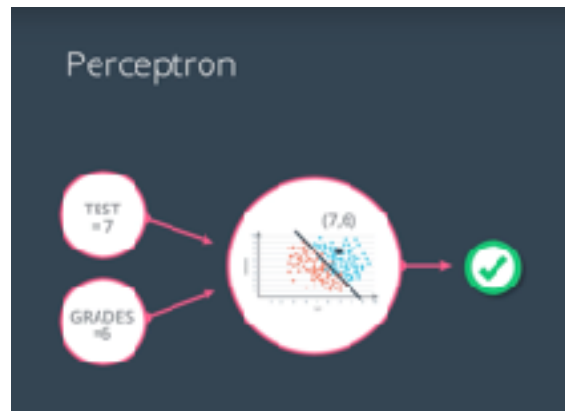 Perceptron
TEST
= 7
(7,6)
GRADES
=6